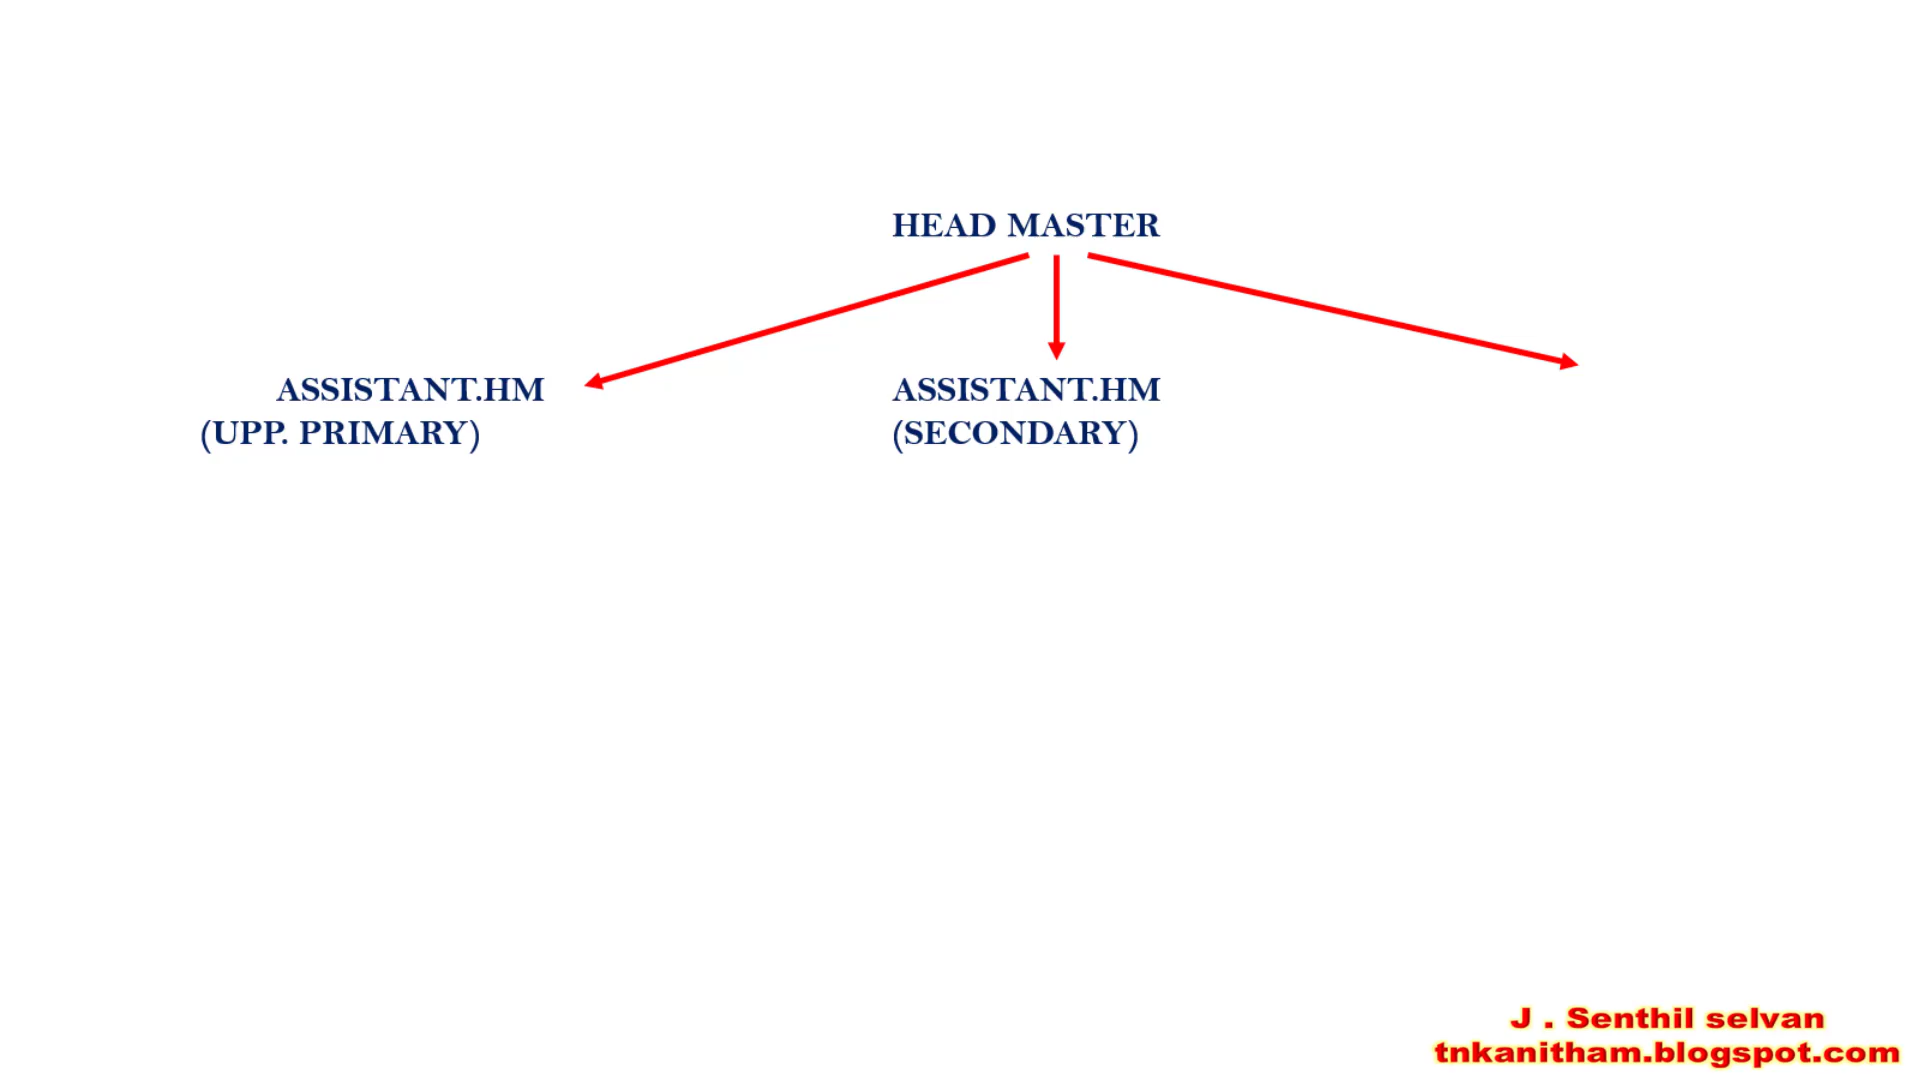 HEAD MASTER
ASSISTANT.HM
(UPP. PRIMARY)
ASSISTANT.HM
(SECONDARY)
J . Senthil selvan
tnkanitham.blogspot.com